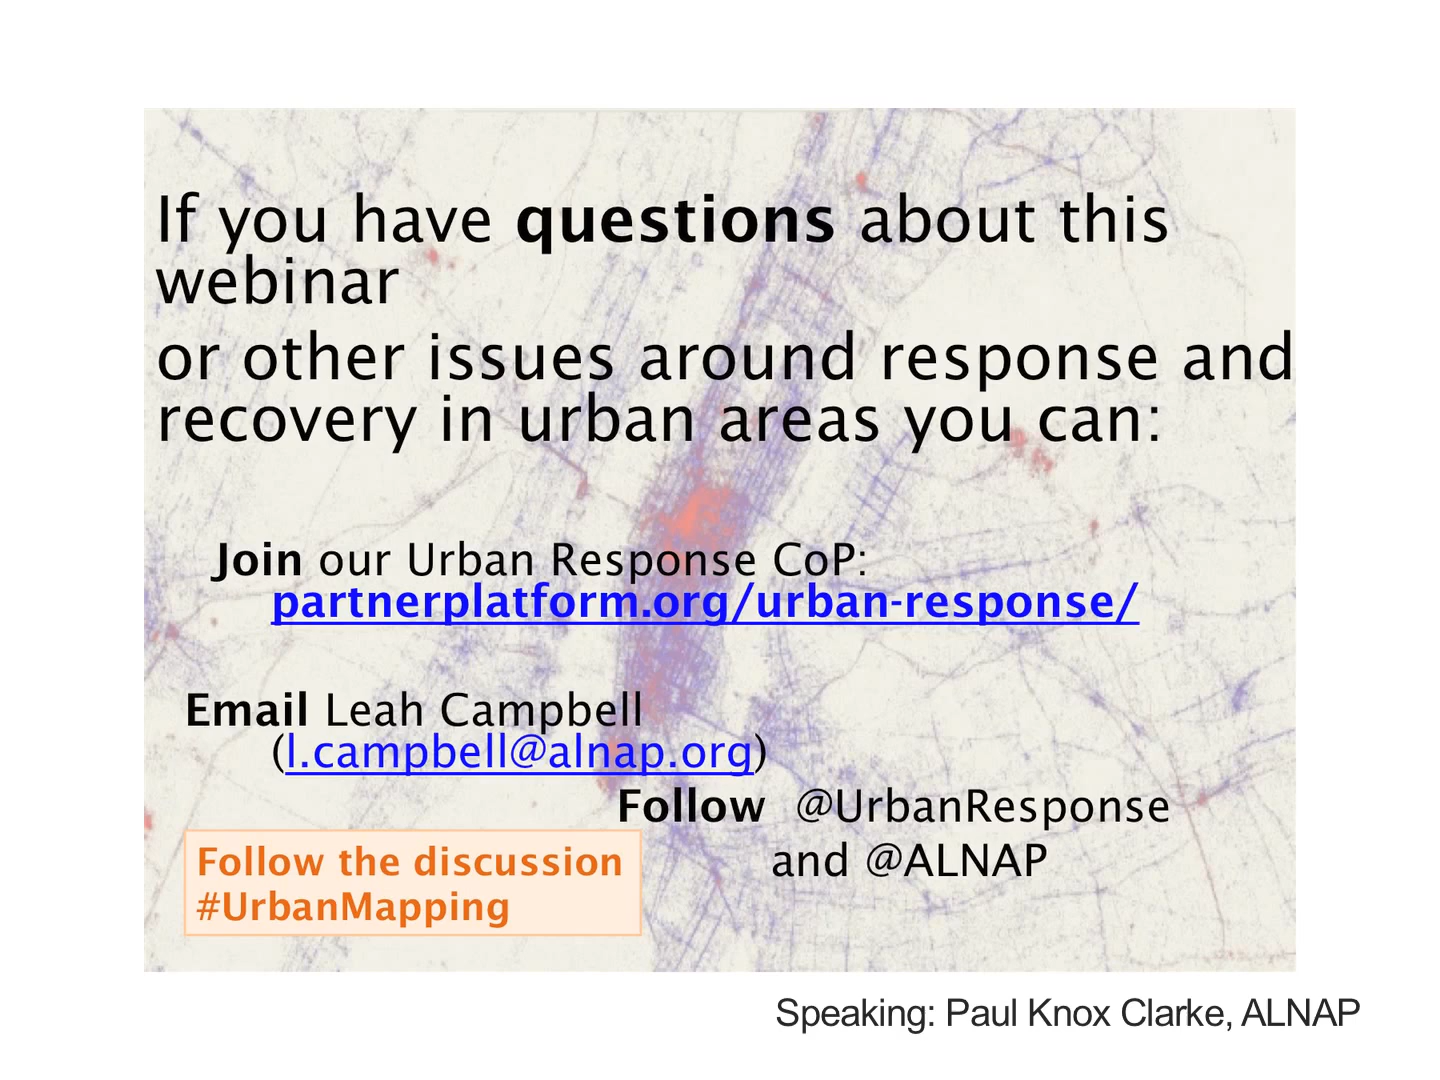 If you have questions about this
webinar
or other issues around response and
recovery in urban areas you can:
Join our Urban Response CoP:
partnerplatform.org/urban-response/
Email Leah Campbell
(l.campbell@alnap.org)
Follow @UrbanResponse
and @ALNAP
Follow the discussion
#UrbanMapping
Speaking: Paul Knox Clarke, ALNAP